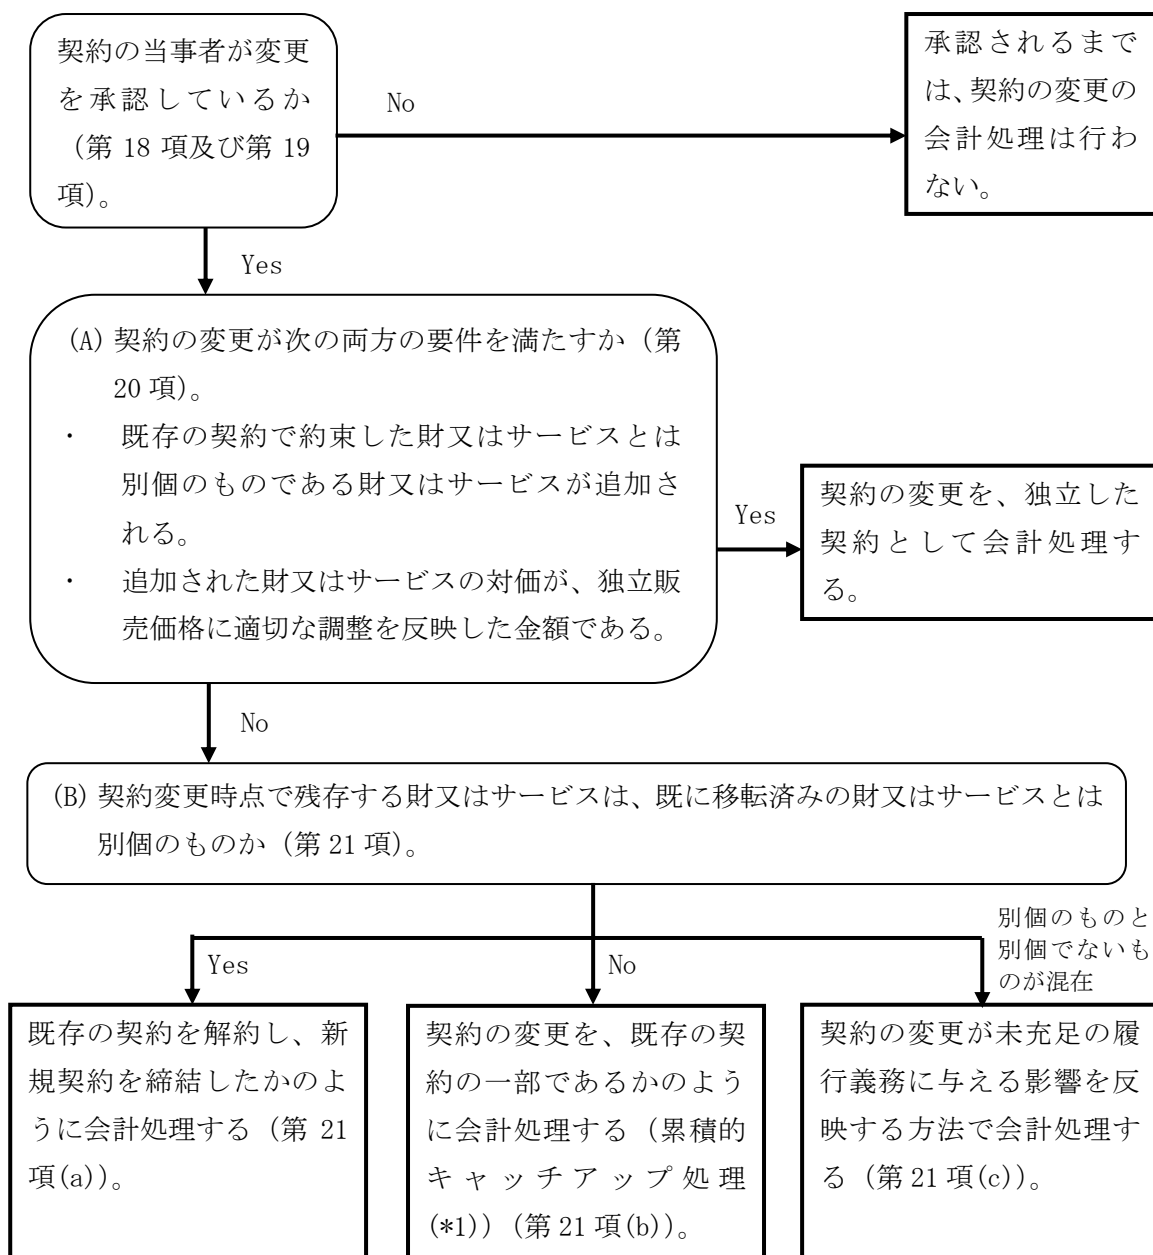 契約の当事者が変更
を承認しているか
（第 18 項及び第 19
項）。
No
承認されるまで
は、契約の変更の
会計処理は行わ
ない。
Yes
(A) 契約の変更が次の両方の要件を満たすか（第
20 項）。
・ 既存の契約で約束した財又はサービスとは
別個のものである財又はサービスが追加さ
れる。
・ 追加された財又はサービスの対価が、独立販
売価格に適切な調整を反映した金額である。
Yes
契約の変更を、独立した
契約として会計処理す
る。
No
(B) 契約変更時点で残存する財又はサービスは、既に移転済みの財又はサービスとは
別個のものか（第 21 項）。
Yes
No
別個のものと
別個でないも
のが混在
既存の契約を解約し、新
規契約を締結したかのよ
うに会計処理する（第 21
項(a)）。
契約の変更を、既存の契
約の一部であるかのよう
に会計処理する（累積的
キャッチアップ処理
(*1)）（第 21 項(b)）。
契約の変更が未充足の履
行義務に与える影響を反
映する方法で会計処理す
る（第 21 項(c)）。